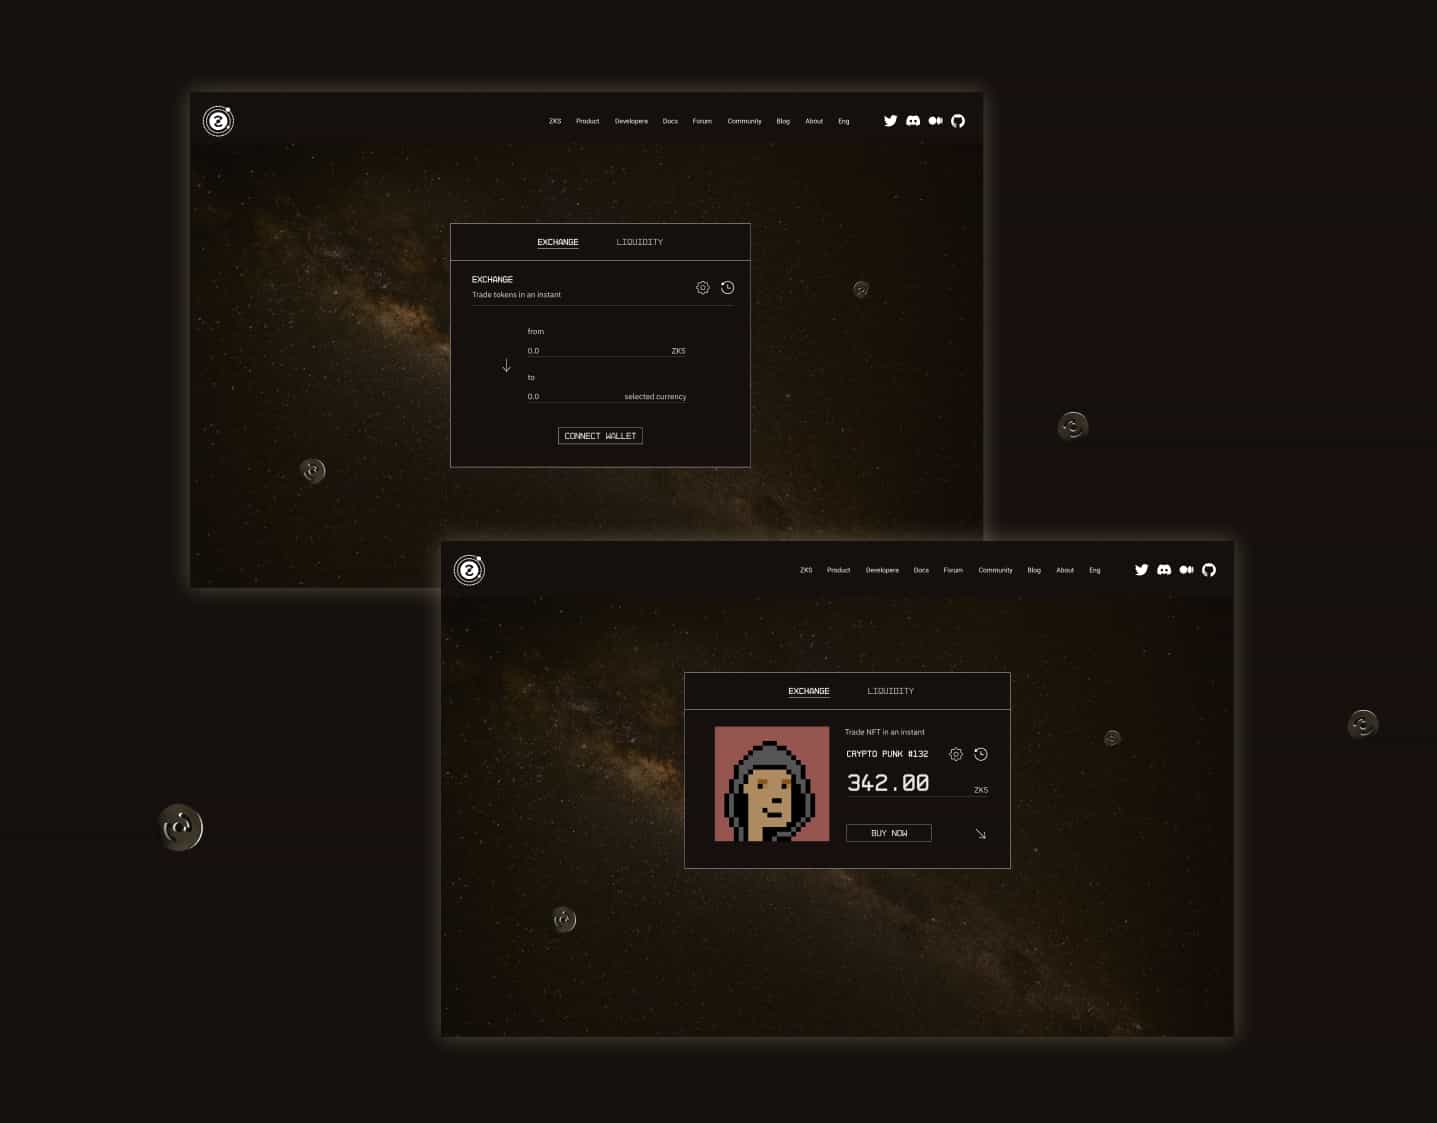 ZKS Product Developers Docs Forum Community Blog About Eng
EXCHANGE LIQUIDITY
EXCHANGE
Trade tokens in an instant
from
0.0 ZKS
to
0.0 selected currency
CONNECT WALLET
ZKS Product Developers Docs Forum Community Blog About Eng
EXCHANGE LIQUIDITY
Trade NFT in an instant
CRYPTO PUNK #132
342.00 ZKS
BUY NOW